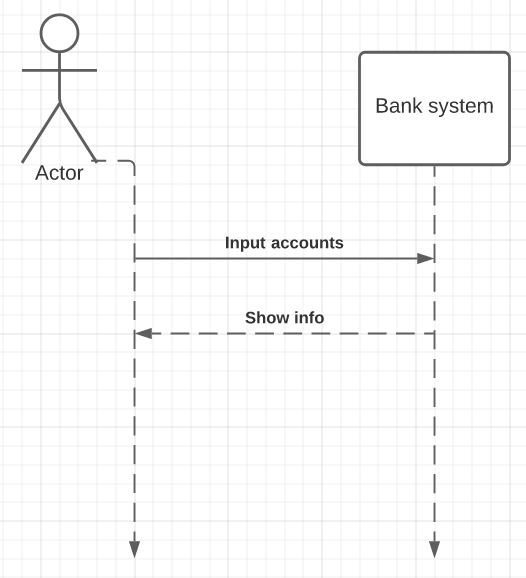 Bank system
Actor
Input accounts
Show info